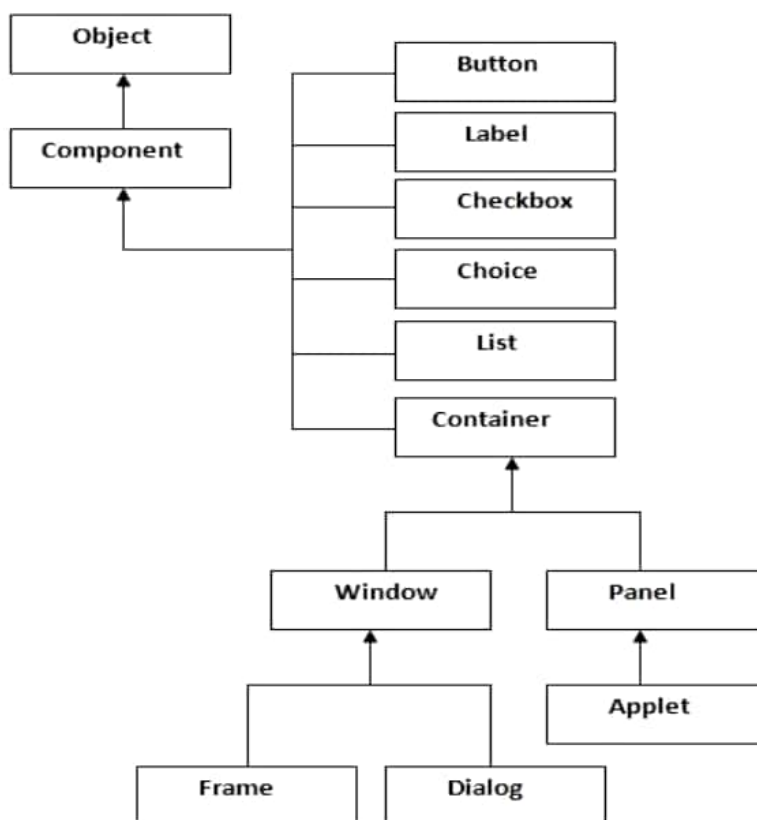 Object
Component
Button
Label
Checkbox
Choice
List
Container
Window
Panel
Applet
Frame
Dialog